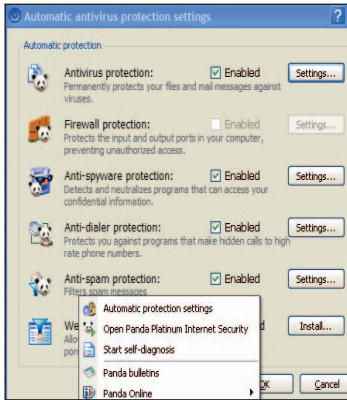 Automatic antivirus protection settings
?
Automatic protection
Antivirus protection: Enabled Settings...
Permanently protects your files and mail messages against
viruses.
Firewall protection: Enabled Settings...
Protects the input and output ports in your computer,
preventing unauthorized access.
Anti-spyware protection: Enabled Settings...
Detects and neutralizes programs that can access your
confidential information.
Anti-dialer protection: Enabled Settings...
Protects you against programs that make hidden calls to high
rate phone numbers.
Anti-spam protection: Enabled Settings...
Filters spam messages
We d Install...
Allo
porn
Automatic protection settings
Open Panda Platinum Internet Security
Start self-diagnosis
Panda bulletins
Panda Online
OK Cancel